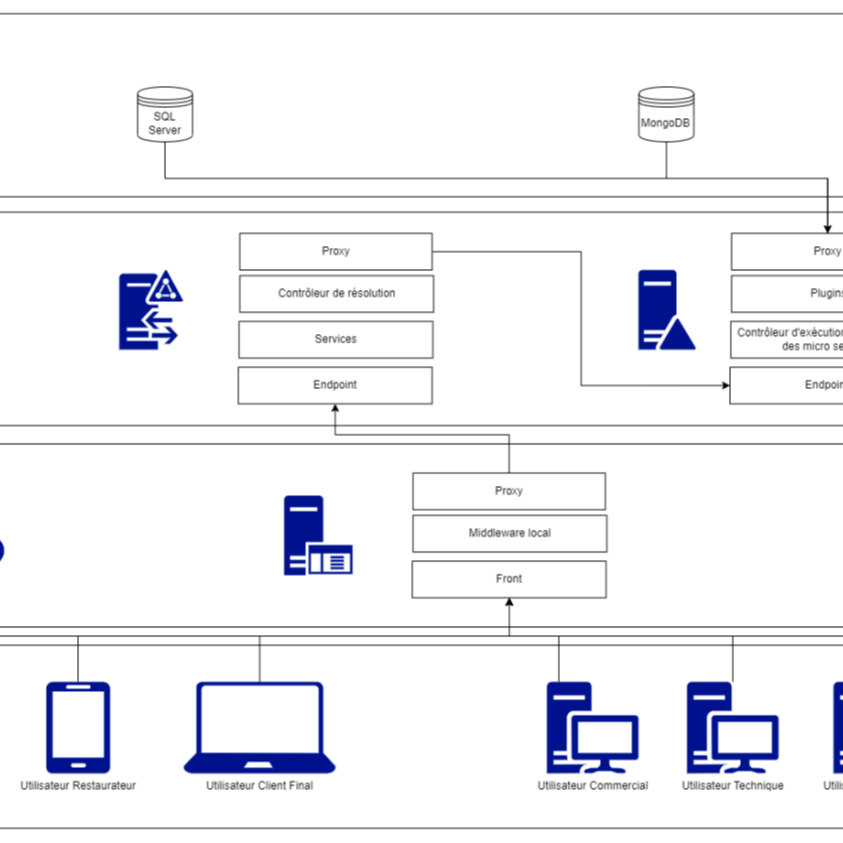 SQL
Server
MongoDB
Proxy
Contrôleur de résolution
Services
Endpoint
Proxy
Plugins
Contrôleur d'exécution
des micro se
Endpoin
Proxy
Middleware local
Front
Utilisateur Restaurateur
Utilisateur Client Final
Utilisateur Commercial
Utilisateur Technique
Utili